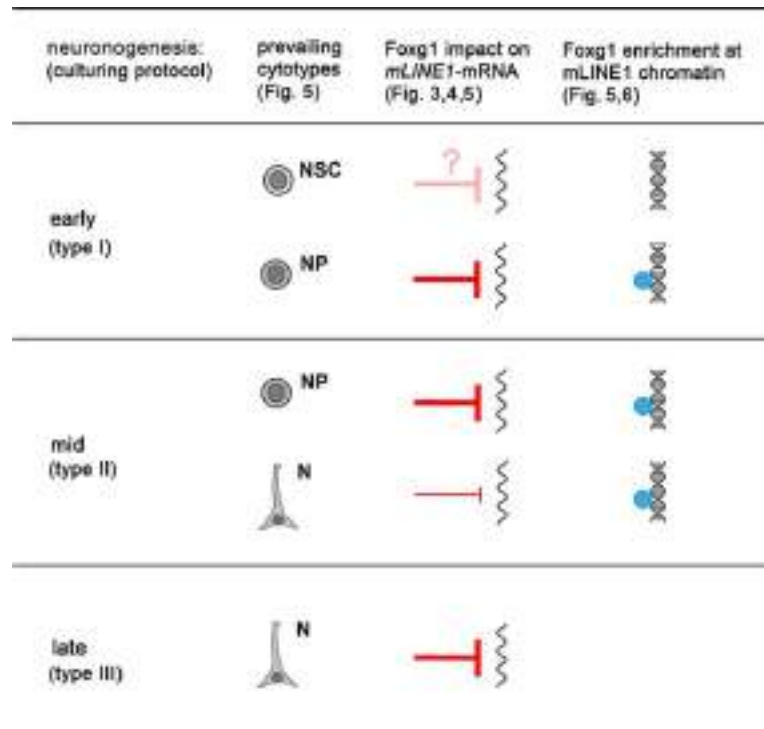 neuronogenesis:
(culturing protocol)
prevailing
cytotypes
(Fig. 5)
Foxg1 impact on
mLINE1-mRNA
(Fig. 3,4,5)
Foxg1 enrichment at
mLINE1 chromatin
(Fig. 5,6)
early
(type I)
NSC
?
NP
mid
(type II)
NP
N
late
(type III)
N